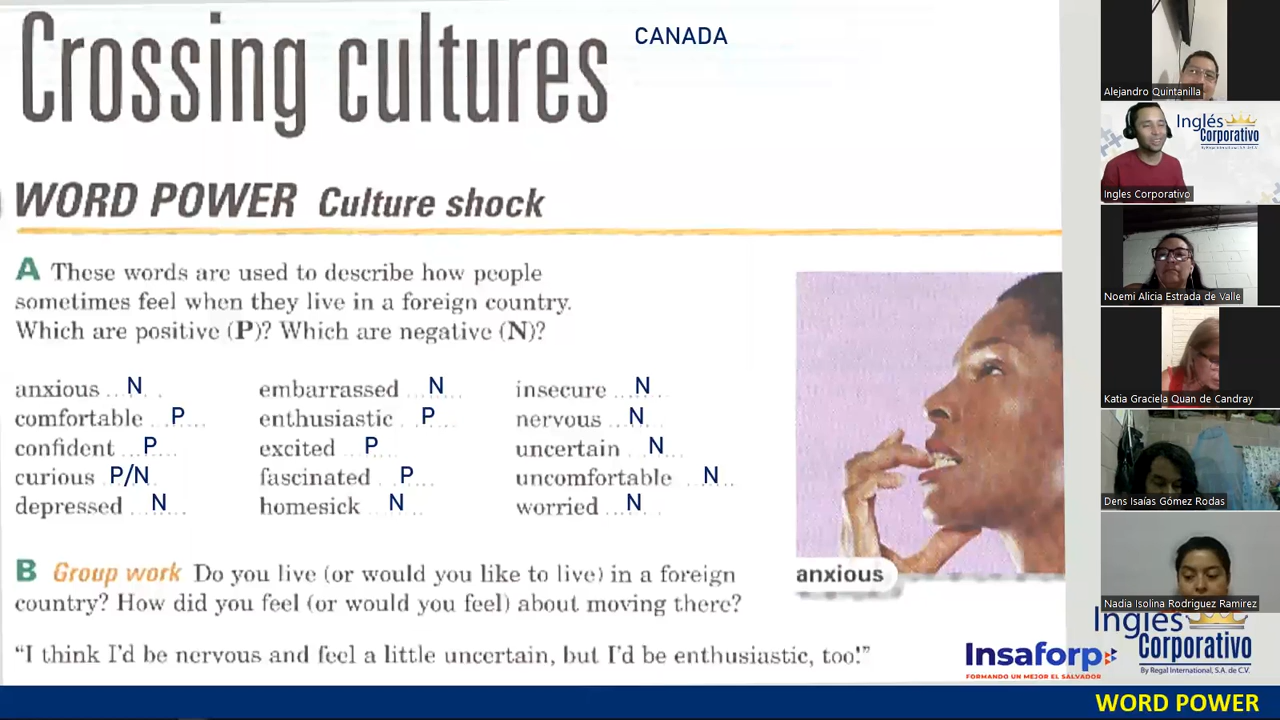 Crossing cultures
CANADA
WORD POWER Culture shock
A These words are used to describe how people
sometimes feel when they live in a foreign country.
Which are positive (P)? Which are negative (N)?
anxious N
comfortable P
confident P
curious P/N
depressed N
embarrassed N
enthusiastic P
excited P
fascinated P
homesick N
insecure N
nervous N
uncertain N
uncomfortable N
worried N
anxious
B Group work Do you live (or would you like to live) in a foreign
country? How did you feel (or would you feel) about moving there?
"I think I'd be nervous and feel a little uncertain, but I'd be enthusiastic, too!"
Insaforp
FORMANDO UN MEJOR EL SALVADOR
Inglés
Corporativo
By Regal International, S.A. de C.V.
WORD POWER
Alejandro Quintanilla
Inglés
Corporativo
By Regal International, S.A. de C.V.
Ingles Corporativo
Noemi Alicia Estrada de Valle
Katia Graciela Quan de Candray
Dens Isaías Gómez Rodas
Nadia Isolina Rodriguez Ramirez